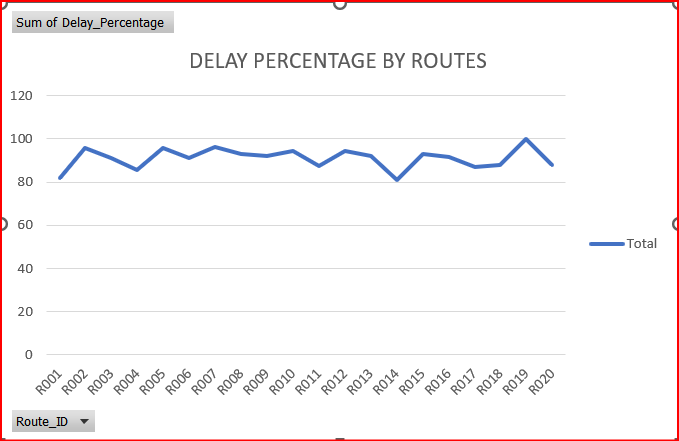 Sum of Delay_Percentage
DELAY PERCENTAGE BY ROUTES
120
100
80
60
40
20
0
R001 R002 R003 R004 R005 R006 R007 R008 R009 R010 R011 R012 R013 R014 R015 R016 R017 R018 R019 R020
Total
Route_ID